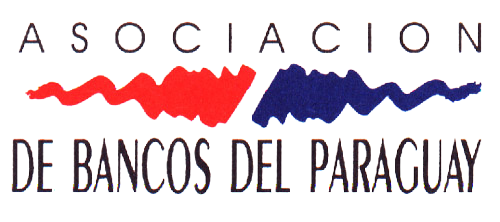 ASOCIACION
DE BANCOS DEL PARAGUAY